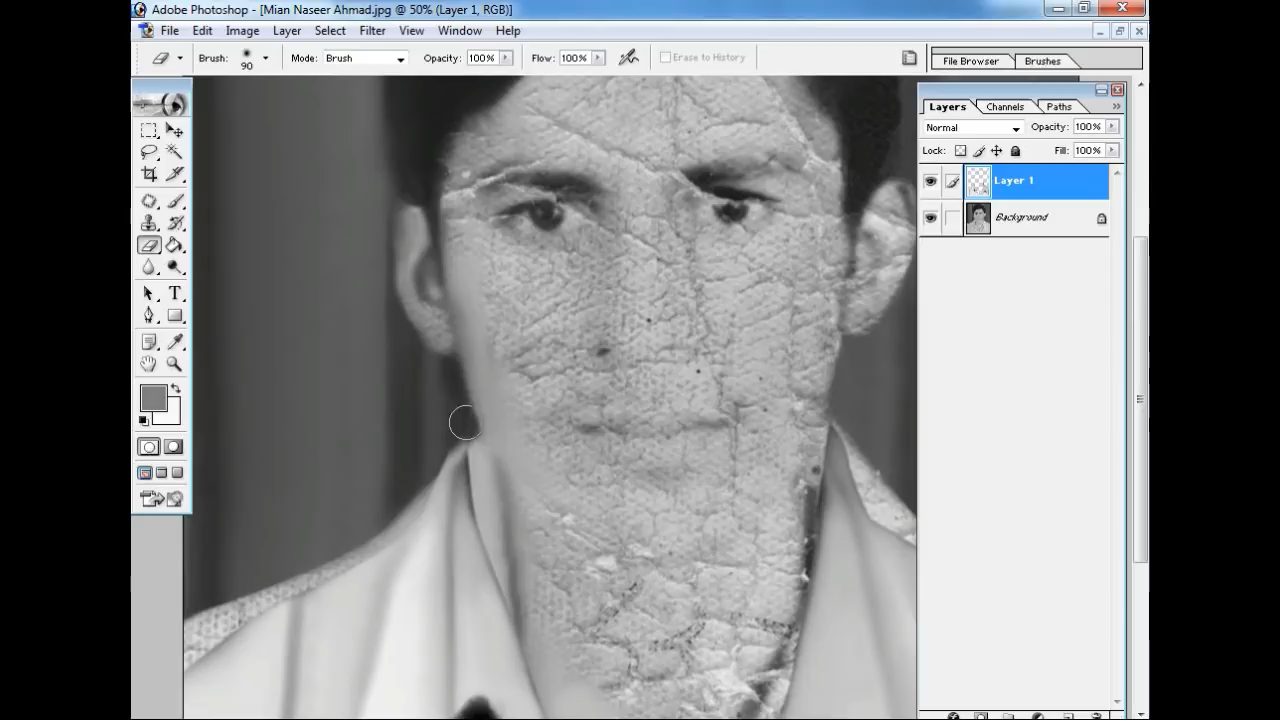 Adobe Photoshop - [Mian Naseer Ahmad.jpg @ 50% (Layer 1, RGB)]
File Edit Image Layer Select Filter View Window Help
Brush: 90 Mode: Brush Opacity: 100% Flow: 100% Erase to History File Browser Brushes
Layers Channels Paths
Normal Opacity: 100%
Lock: Fill: 100%
Layer 1
Background